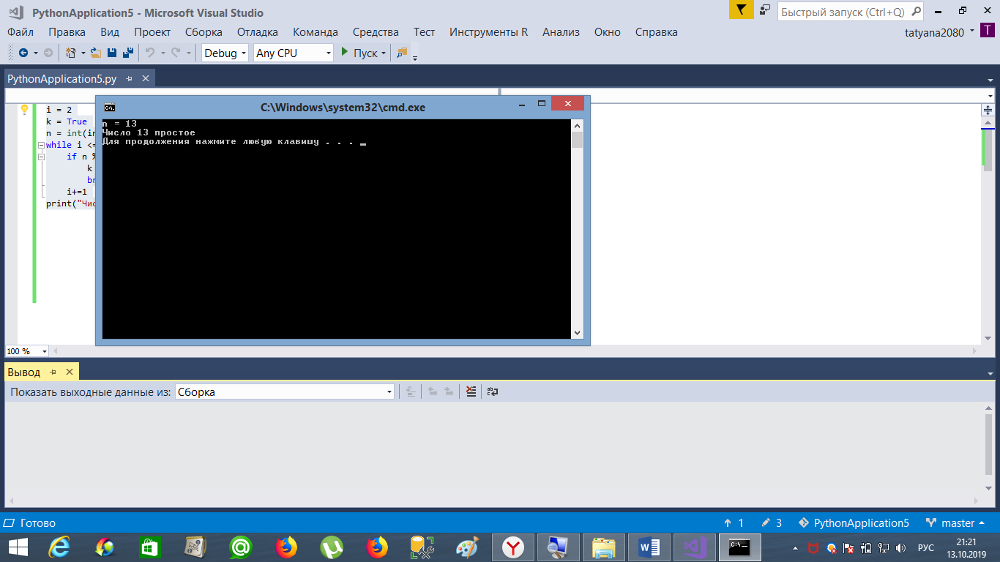 PythonApplication5 - Microsoft Visual Studio
Быстрый запуск (Ctrl+Q)
Файл Правка Вид Проект Сборка Отладка Команда Средства Тест Инструменты R Анализ Окно Справка
tatyana2080 T
Debug Any CPU Пуск
PythonApplication5.py
C:\Windows\system32\cmd.exe
n = 13
Число 13 простое
Для продолжения нажмите любую клавишу . . .
i = 2
k = True
n = int(in
while i <=
if n %
k
br
i+=1
print("Чис
100 %
Вывод
Показать выходные данные из: Сборка
Готово
1 3 PythonApplication5 master
РУС
21:21
13.10.2019